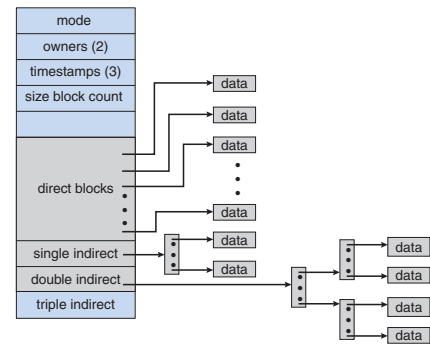 mode
owners (2)
timestamps (3)
size block count
direct blocks
single indirect
double indirect
triple indirect
data
data
data
data
data
data
data
data
data
data